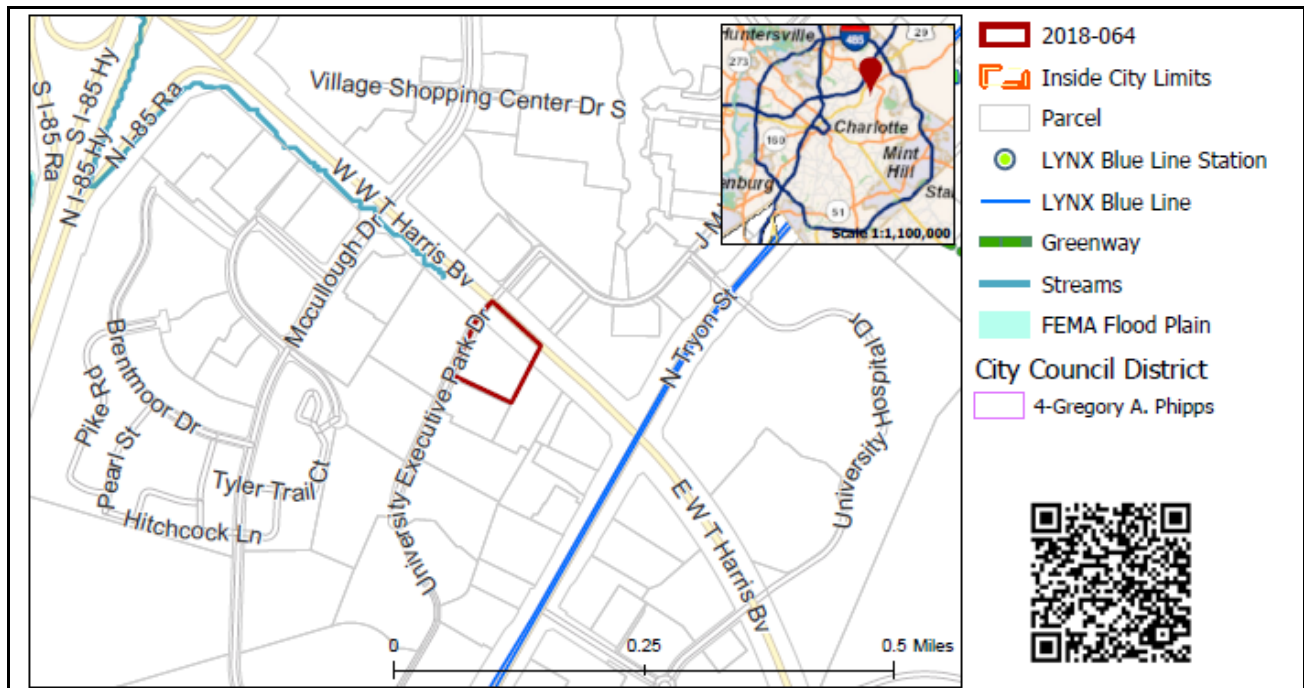 Village Shopping Center Dr S
S I-85 Ra
S I-85 Hy
N I-85 Hy
N I-85 Ra
W W T Harris Bv
Mccullough Dr
University Executive Park Dr
N Tryon St
University Hospital Dr
Brentmoor Dr
Pike Rd
Pearl St
Tyler Trail Ct
Hitchcock Ln
E W T Harris Bv
0 0.25 0.5 Miles
Huntersville
485
29
273
160
Charlotte
Mint
Hill
51
Scale 1:1,100,000
2018-064
Inside City Limits
Parcel
LYNX Blue Line Station
LYNX Blue Line
Greenway
Streams
FEMA Flood Plain
City Council District
4-Gregory A. Phipps